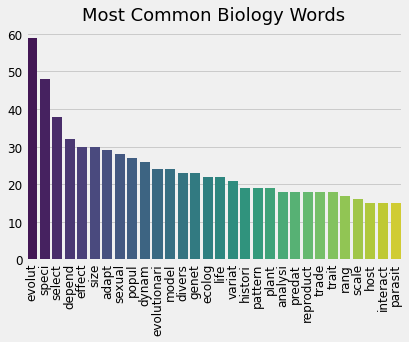 Most Common Biology Words
60
50
40
30
20
10
0
evolut
speci
select
depend
effect
size
adapt
sexual
popul
dynam
evolutionari
model
divers
genet
ecolog
life
variat
histori
pattern
plant
analysi
predat
reproduct
trade
trait
rang
scale
host
interact
parasit